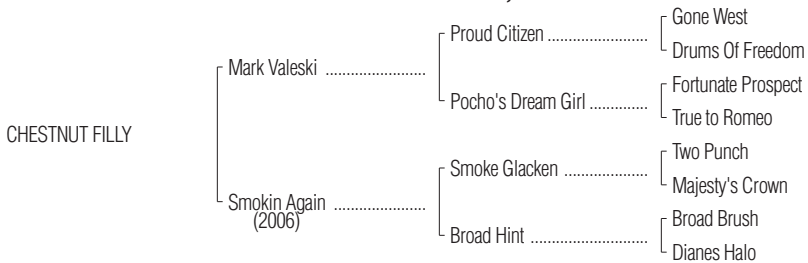 Gone West
Proud Citizen ........................
Drums Of Freedom
Mark Valeski ........................
Fortunate Prospect
Pocho's Dream Girl ..............
True to Romeo
CHESTNUT FILLY
Two Punch
Smoke Glacken ....................
Majesty's Crown
Smokin Again ......................
(2006)
Broad Brush
Broad Hint ............................
Dianes Halo